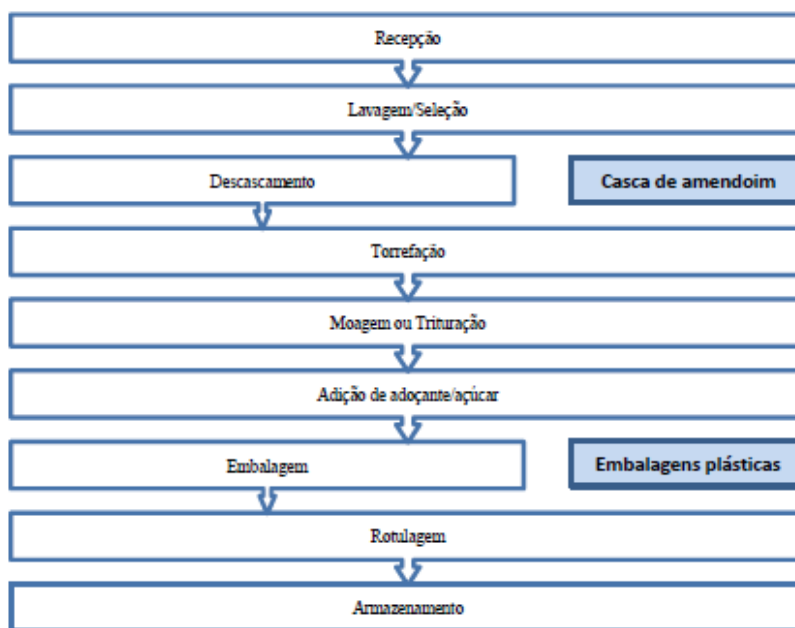 Recepção
Lavagem/Seleção
Descascamento
Casca de amendoim
Torrefação
Moagem ou Trituração
Adição de adoçante/açúcar
Embalagem
Embalagens plásticas
Rotulagem
Armazenamento